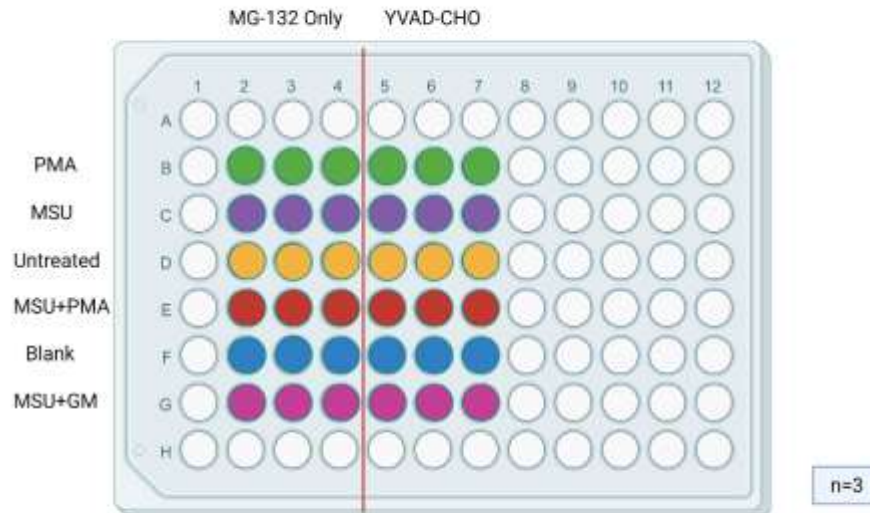 MG-132 Only YVAD-CHO
1 2 3 4 5 6 7 8 9 10 11 12
A
PMA B
MSU C
Untreated D
MSU+PMA E
Blank F
MSU+GM G
H
n=3